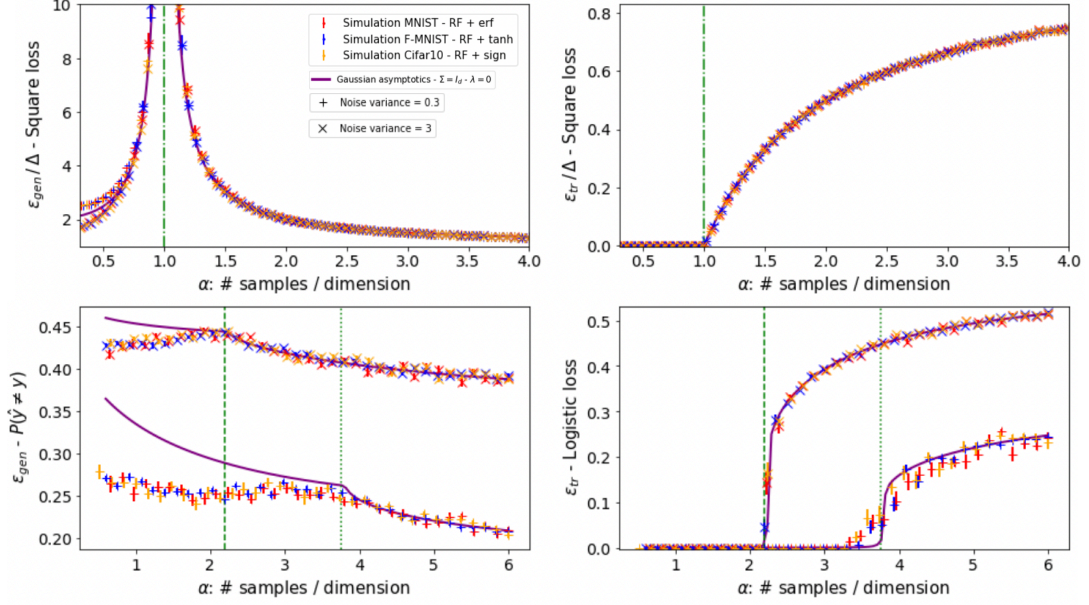 10
8
6
4
2
ε_gen / Δ - Square loss
Simulation MNIST - RF + erf
Simulation F-MNIST - RF + tanh
Simulation Cifar10 - RF + sign
Gaussian asymptotics - Σ = I_d - λ = 0
Noise variance = 0.3
Noise variance = 3
0.5 1.0 1.5 2.0 2.5 3.0 3.5 4.0
α: # samples / dimension
0.8
0.6
0.4
0.2
0.0
ε_tr / Δ - Square loss
0.5 1.0 1.5 2.0 2.5 3.0 3.5 4.0
α: # samples / dimension
0.45
0.40
0.35
0.30
0.25
0.20
ε_gen - P(ŷ ≠ y)
1 2 3 4 5 6
α: # samples / dimension
0.5
0.4
0.3
0.2
0.1
0.0
ε_tr - Logistic loss
1 2 3 4 5 6
α: # samples / dimension